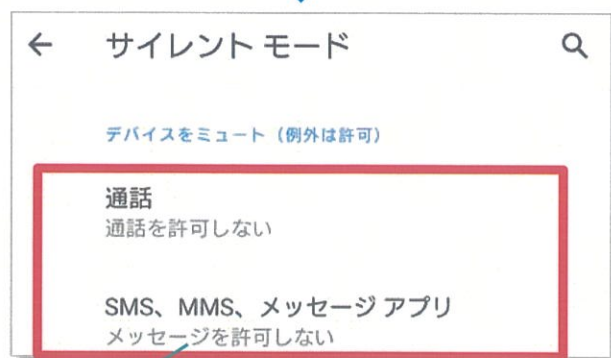 サイレント モード
デバイスをミュート（例外は許可）
通話
通話を許可しない
SMS、MMS、メッセージ アプリ
メッセージを許可しない